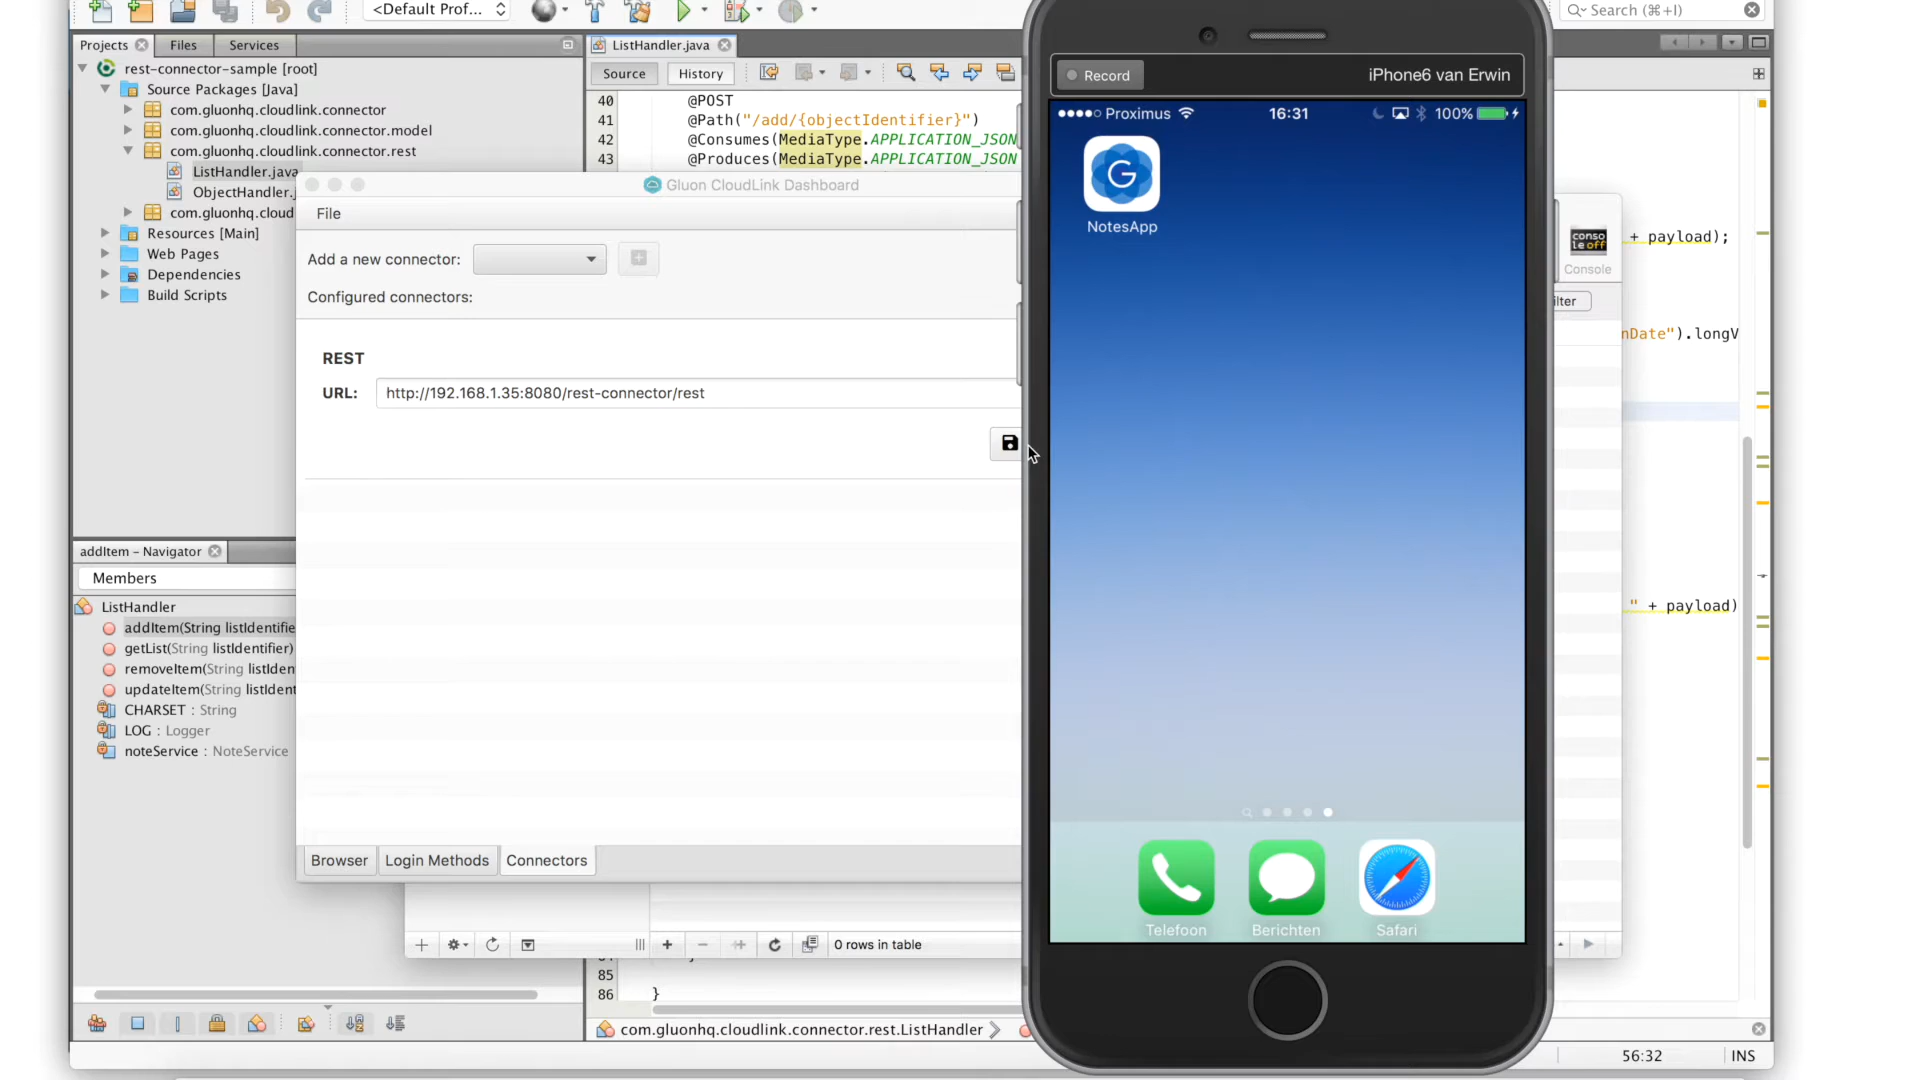 <Default Prof...
Search (⌘+I)
Projects
Files
Services
ListHandler.java
Source
History
rest-connector-sample [root]
Source Packages [Java]
com.gluonhq.cloudlink.connector
com.gluonhq.cloudlink.connector.model
com.gluonhq.cloudlink.connector.rest
ListHandler.java
ObjectHandler.j
com.gluonhq.cloud
Resources [Main]
Web Pages
Dependencies
Build Scripts
40 @POST
41 @Path("/add/{objectIdentifier}")
42 @Consumes(MediaType.APPLICATION_JSON
43 @Produces(MediaType.APPLICATION_JSON
Gluon CloudLink Dashboard
File
Add a new connector:
Configured connectors:
REST
URL: http://192.168.1.35:8080/rest-connector/rest
Browser
Login Methods
Connectors
0 rows in table
addItem - Navigator
Members
ListHandler
addItem(String listIdentifie
getList(String listIdentifier)
removeItem(String listIden
updateItem(String listIdent
CHARSET : String
LOG : Logger
noteService : NoteService
85
86 }
com.gluonhq.cloudlink.connector.rest.ListHandler
Record
iPhone6 van Erwin
Proximus
16:31
100%
G
NotesApp
Telefoon
Berichten
Safari
+ payload);
conso
le off
Console
ilter
nDate").longV
" + payload)
56:32
INS